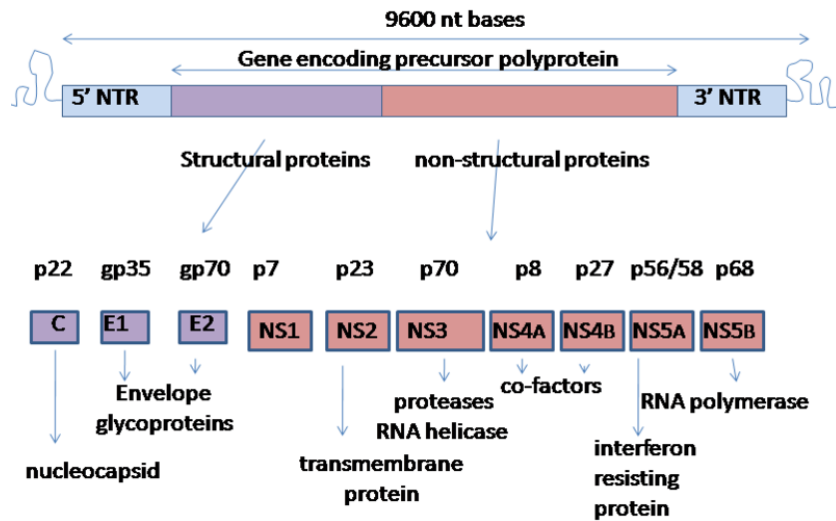 9600 nt bases
Gene encoding precursor polyprotein
5’ NTR
3’ NTR
Structural proteins
non-structural proteins
p22 gp35 gp70 p7 p23 p70 p8 p27 p56/58 p68
C E1 E2 NS1 NS2 NS3 NS4A NS4B NS5A NS5B
Envelope
glycoproteins
nucleocapsid
transmembrane
protein
proteases
RNA helicase
co-factors
interferon
resisting
protein
RNA polymerase